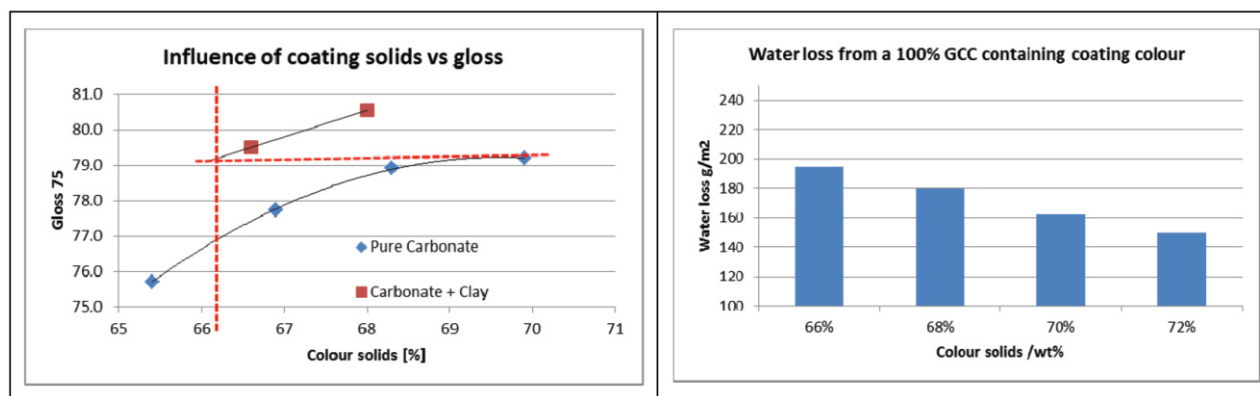 Influence of coating solids vs gloss
81.0
80.0
79.0
78.0
77.0
76.0
75.0
Gloss 75
Pure Carbonate
Carbonate + Clay
65 66 67 68 69 70 71
Colour solids [%]
Water loss from a 100% GCC containing coating colour
240
220
200
180
160
140
120
100
Water loss g/m2
66% 68% 70% 72%
Colour solids /wt%